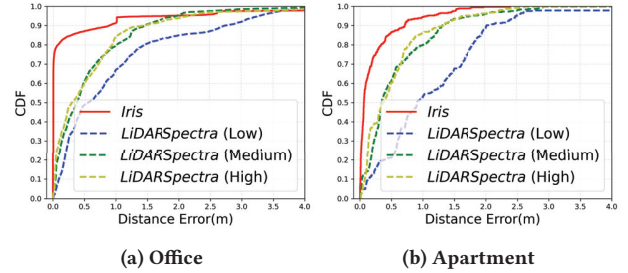 CDF
1.0
0.9
0.8
0.7
0.6
0.5
0.4
0.3
0.2
0.1
0.0
Iris
LiDARSpectra (Low)
LiDARSpectra (Medium)
LiDARSpectra (High)
0.0 0.5 1.0 1.5 2.0 2.5 3.0 3.5 4.0
Distance Error(m)
(a) Office
CDF
1.0
0.9
0.8
0.7
0.6
0.5
0.4
0.3
0.2
0.1
0.0
Iris
LiDARSpectra (Low)
LiDARSpectra (Medium)
LiDARSpectra (High)
0.0 0.5 1.0 1.5 2.0 2.5 3.0 3.5 4.0
Distance Error(m)
(b) Apartment